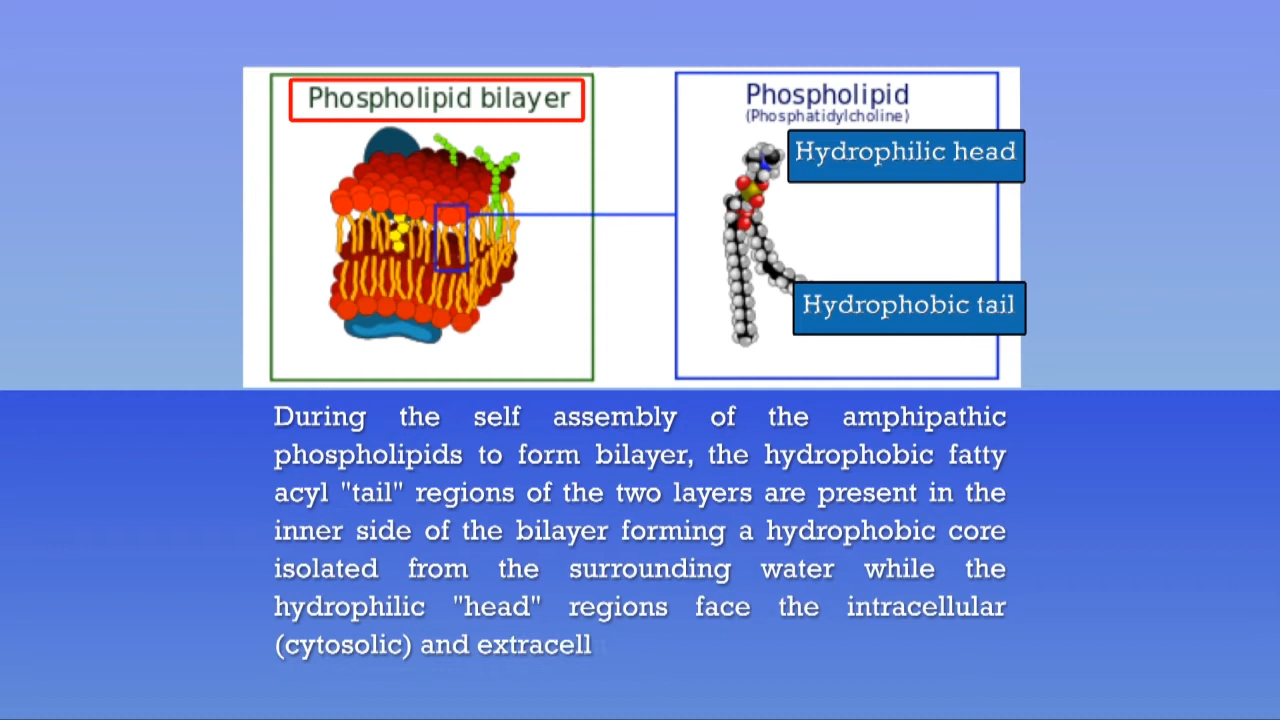 Phospholipid bilayer
Phospholipid
(Phosphatidylcholine)
Hydrophilic head
Hydrophobic tail
During the self assembly of the amphipathic
phospholipids to form bilayer, the hydrophobic fatty
acyl "tail" regions of the two layers are present in the
inner side of the bilayer forming a hydrophobic core
isolated from the surrounding water while the
hydrophilic "head" regions face the intracellular
(cytosolic) and extracell